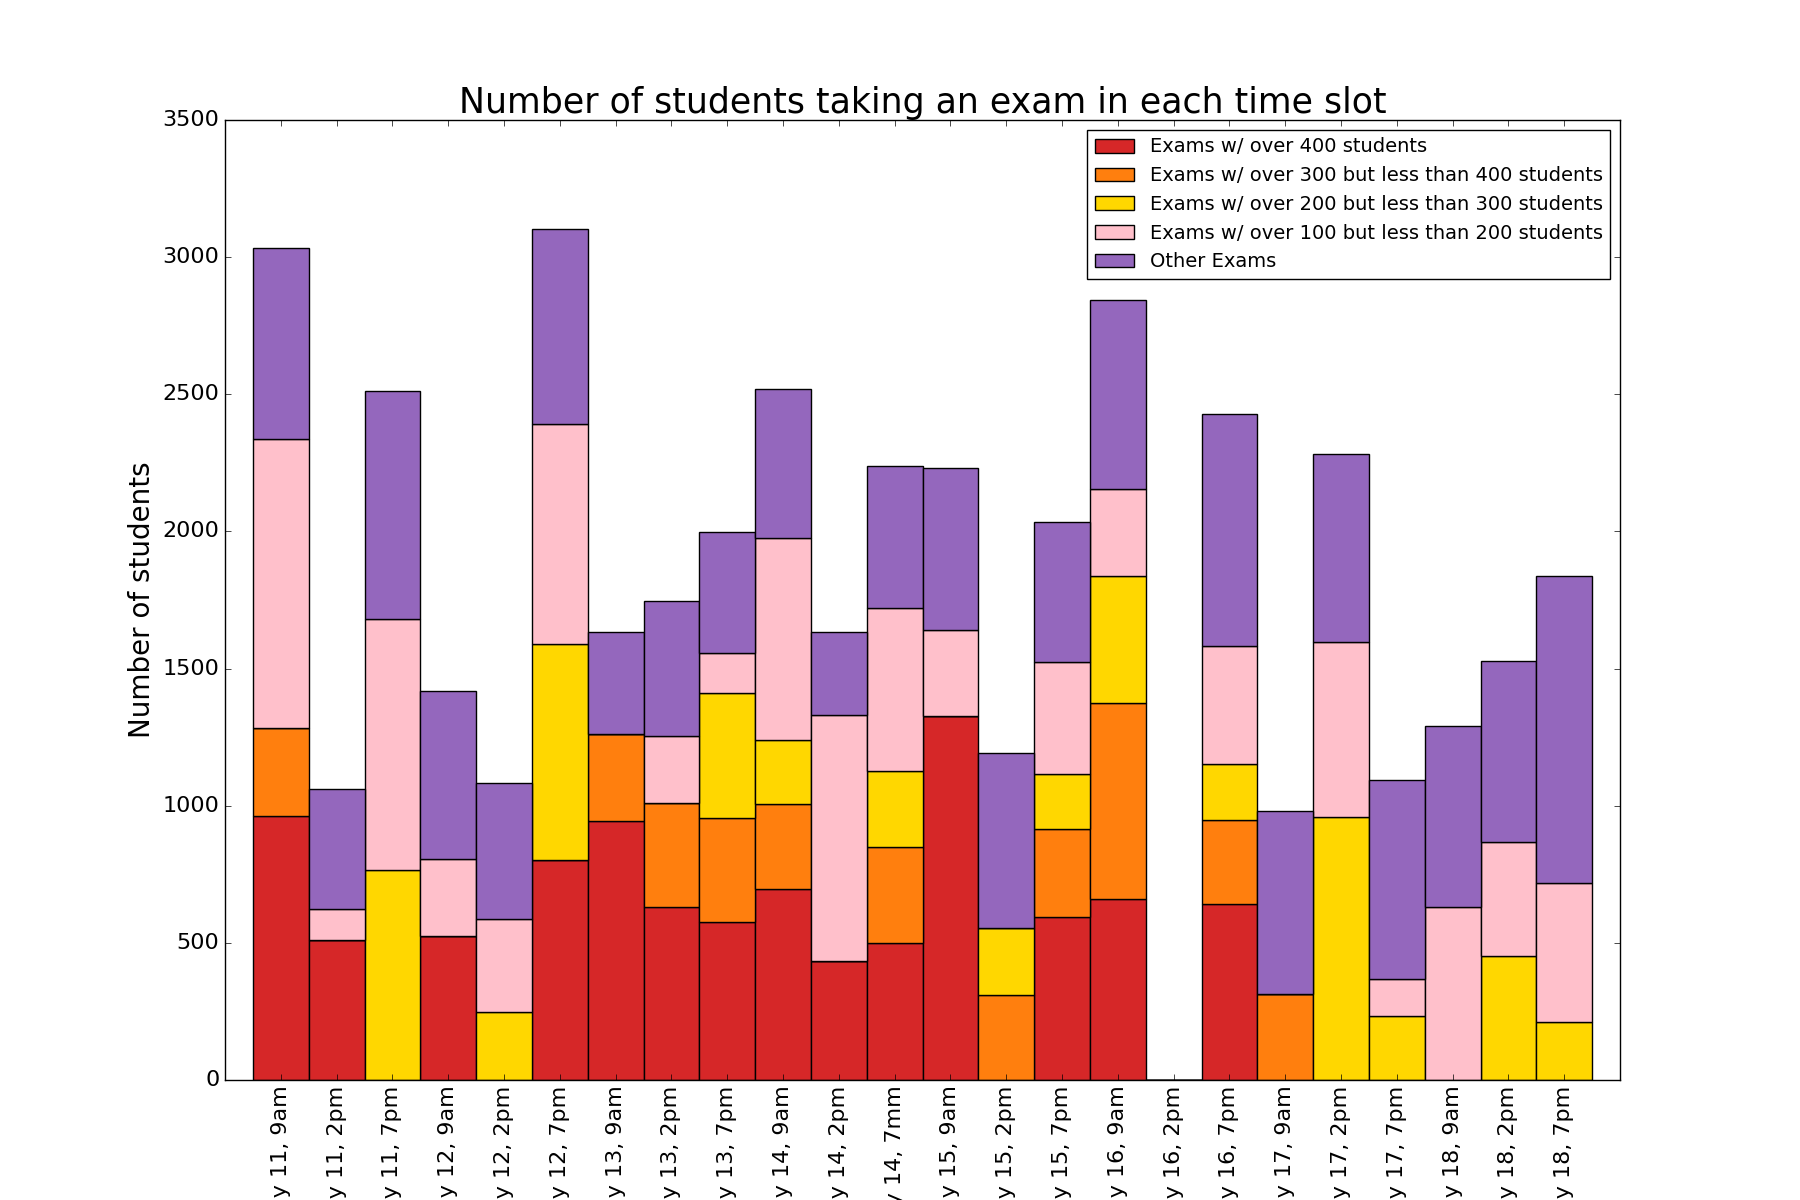 Number of students taking an exam in each time slot
Exams w/ over 400 students
Exams w/ over 300 but less than 400 students
Exams w/ over 200 but less than 300 students
Exams w/ over 100 but less than 200 students
Other Exams
Number of students
3500
3000
2500
2000
1500
1000
500
0
y 11, 9am
y 11, 2pm
y 11, 7pm
y 12, 9am
y 12, 2pm
y 12, 7pm
y 13, 9am
y 13, 2pm
y 13, 7pm
y 14, 9am
y 14, 2pm
y 14, 7mm
y 15, 9am
y 15, 2pm
y 15, 7pm
y 16, 9am
y 16, 2pm
y 16, 7pm
y 17, 9am
y 17, 2pm
y 17, 7pm
y 18, 9am
y 18, 2pm
y 18, 7pm